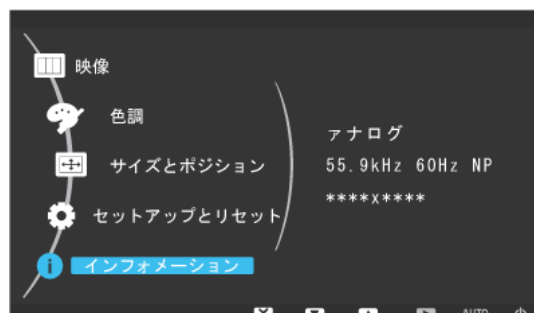 映像
色調
サイズとポジション
セットアップとリセット
インフォメーション
ァナログ
55.9kHz 60Hz NP
****x****
AUTO